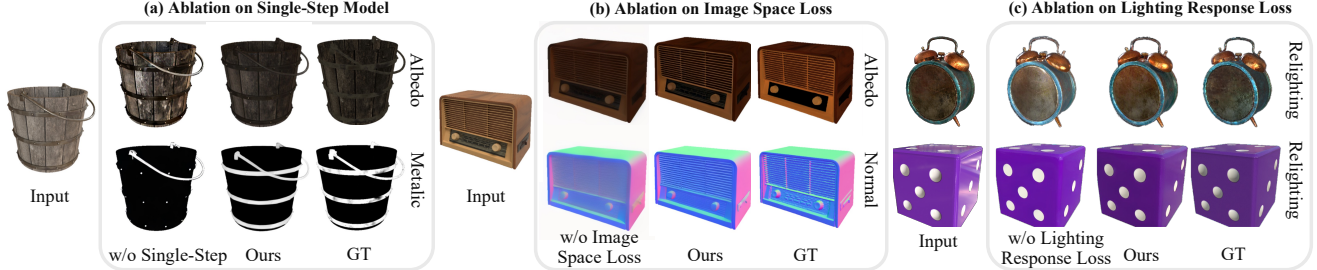 (a) Ablation on Single-Step Model
Albedo
Metalic
Input
w/o Single-Step
Ours
GT
(b) Ablation on Image Space Loss
Albedo
Normal
Input
w/o Image
Space Loss
Ours
GT
(c) Ablation on Lighting Response Loss
Relighting
Relighting
Input
w/o Lighting
Response Loss
Ours
GT